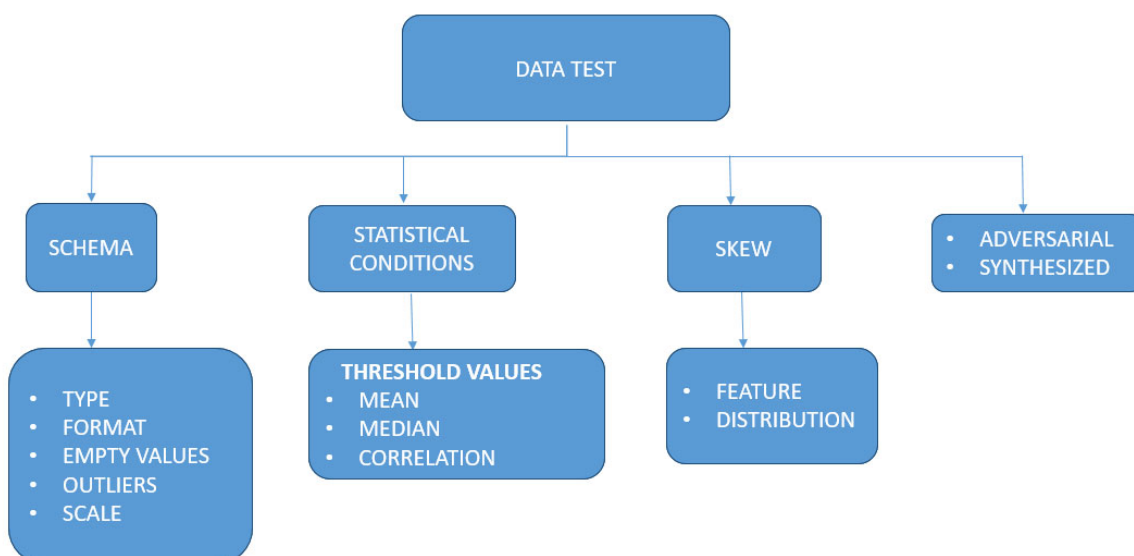 DATA TEST
SCHEMA
STATISTICAL
CONDITIONS
SKEW
• ADVERSARIAL
• SYNTHESIZED
• TYPE
• FORMAT
• EMPTY VALUES
• OUTLIERS
• SCALE
THRESHOLD VALUES
• MEAN
• MEDIAN
• CORRELATION
• FEATURE
• DISTRIBUTION